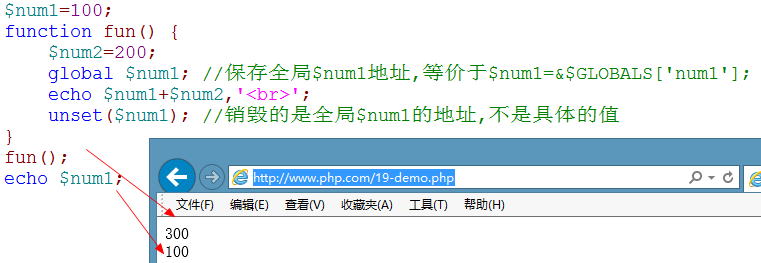 $num1=100;
function fun() {
    $num2=200;
    global $num1; //保存全局$num1地址,等价于$num1=&$GLOBALS['num1'];
    echo $num1+$num2,'<br>';
    unset($num1); //销毁的是全局$num1的地址,不是具体的值
}
fun();
echo $num1;
http://www.php.com/19-demo.php
文件(F) 编辑(E) 查看(V) 收藏夹(A) 工具(T) 帮助(H)
300
100